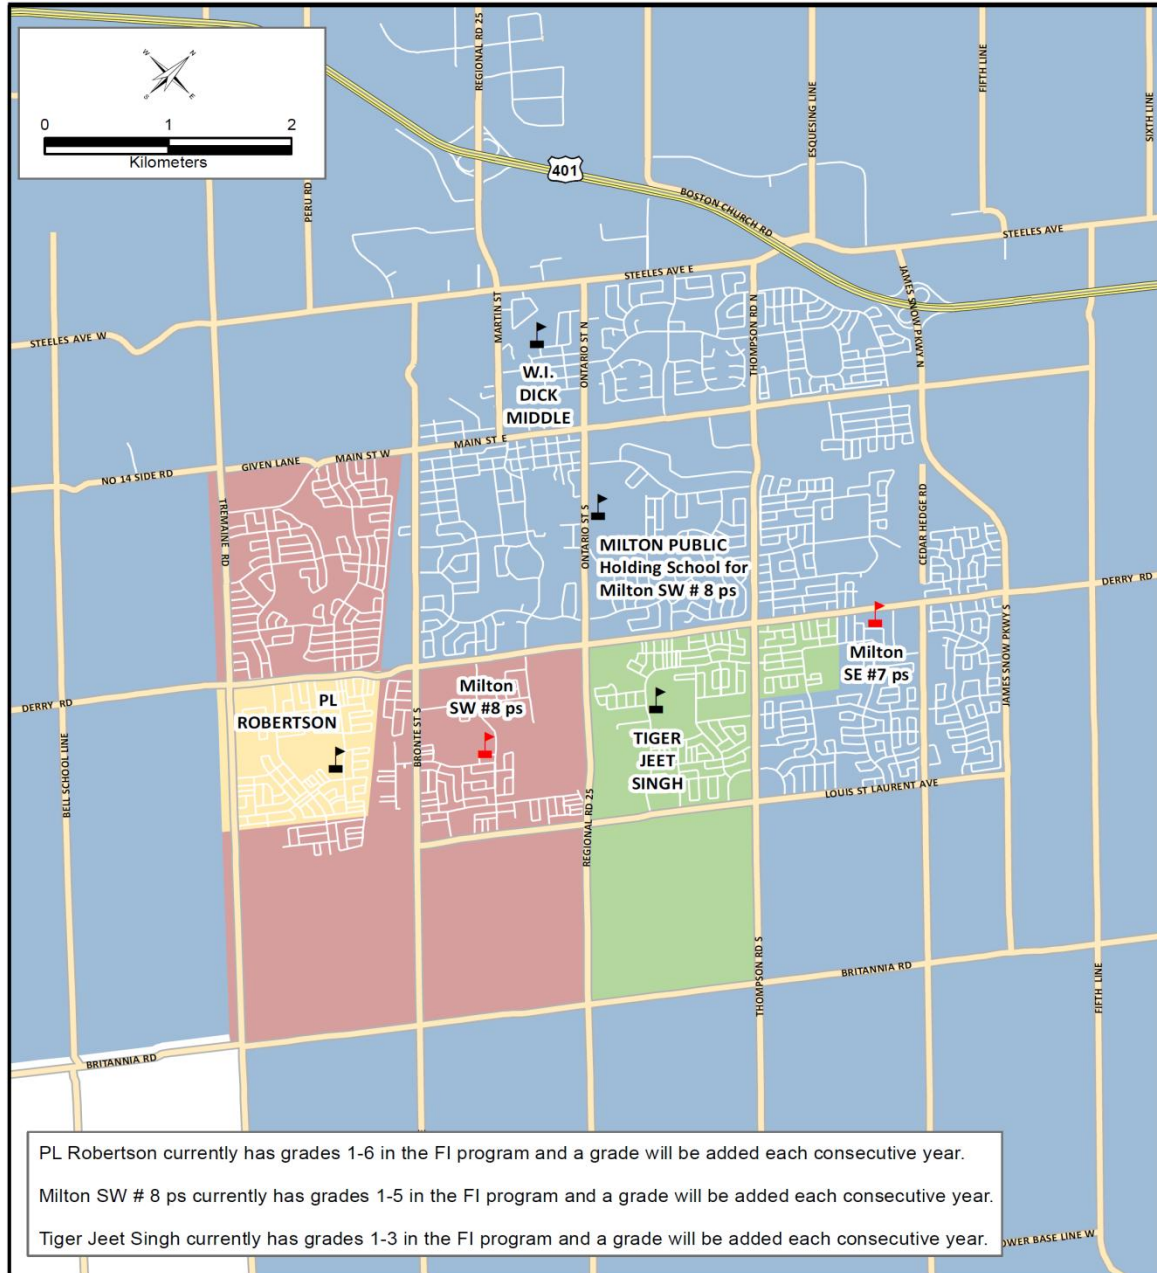 REGIONAL RD 25
FIFTH LINE
SIXTH LINE
ESQUESING LINE
W
N
S
E
0
1
2
Kilometers
401
PERU RD
BOSTON CHURCH RD
STEELES AVE
STEELES AVE E
JAMES SNOW PKWY N
MARTIN ST
ONTARIO ST N
THOMPSON RD N
STEELES AVE W
W.I.
DICK
MIDDLE
MAIN ST E
MAIN ST W
GIVEN LANE
NO 14 SIDE RD
TREMAINE RD
ONTARIO ST S
CEDAR HEDGE RD
MILTON PUBLIC
Holding School for
Milton SW # 8 ps
DERRY RD
JAMES SNOW PKWY S
Milton
SE #7 ps
Milton
SW #8 ps
PL
ROBERTSON
DERRY RD
BRONTE ST S
TIGER
JEET
SINGH
BELL SCHOOL LINE
LOUIS ST LAURENT AVE
REGIONAL RD 25
THOMPSON RD S
BRITANNIA RD
FIFTH LINE
BRITANNIA RD
PL Robertson currently has grades 1-6 in the FI program and a grade will be added each consecutive year.
Milton SW # 8 ps currently has grades 1-5 in the FI program and a grade will be added each consecutive year.
Tiger Jeet Singh currently has grades 1-3 in the FI program and a grade will be added each consecutive year.
OWER BASE LINE W